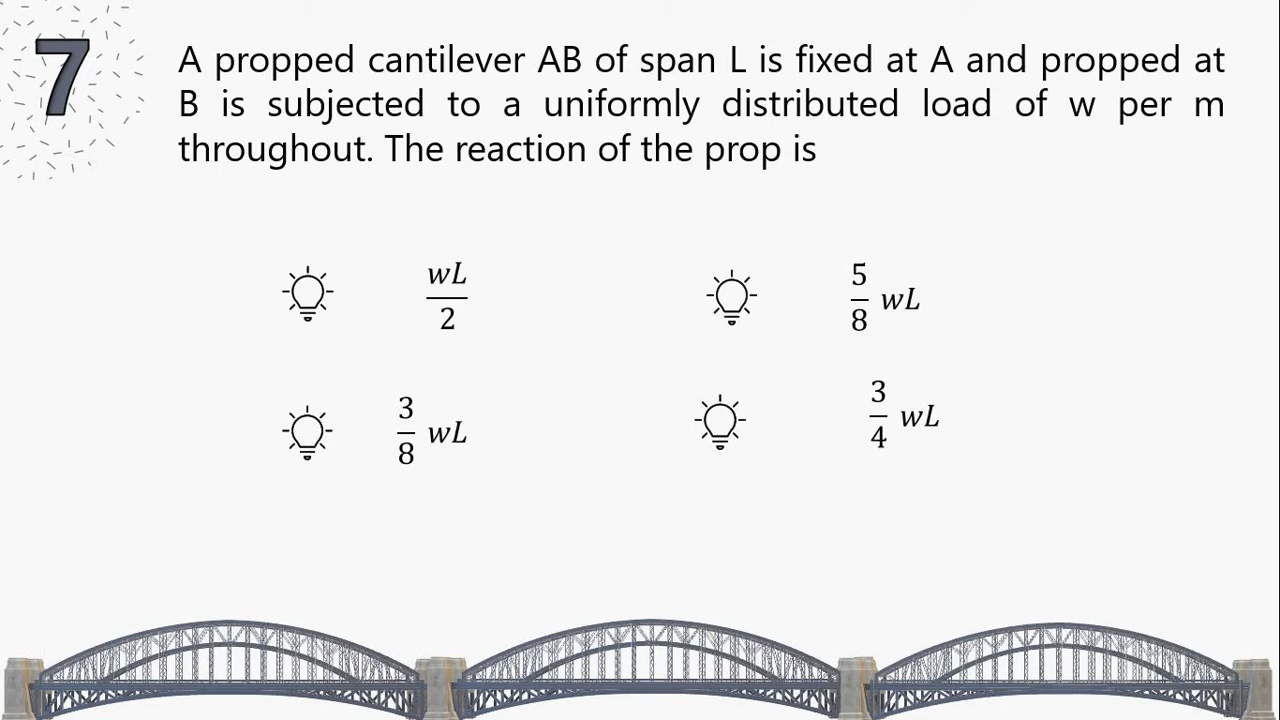 7
A propped cantilever AB of span L is fixed at A and propped at
B is subjected to a uniformly distributed load of w per m
throughout. The reaction of the prop is
wL/2
5/8 wL
3/8 wL
3/4 wL